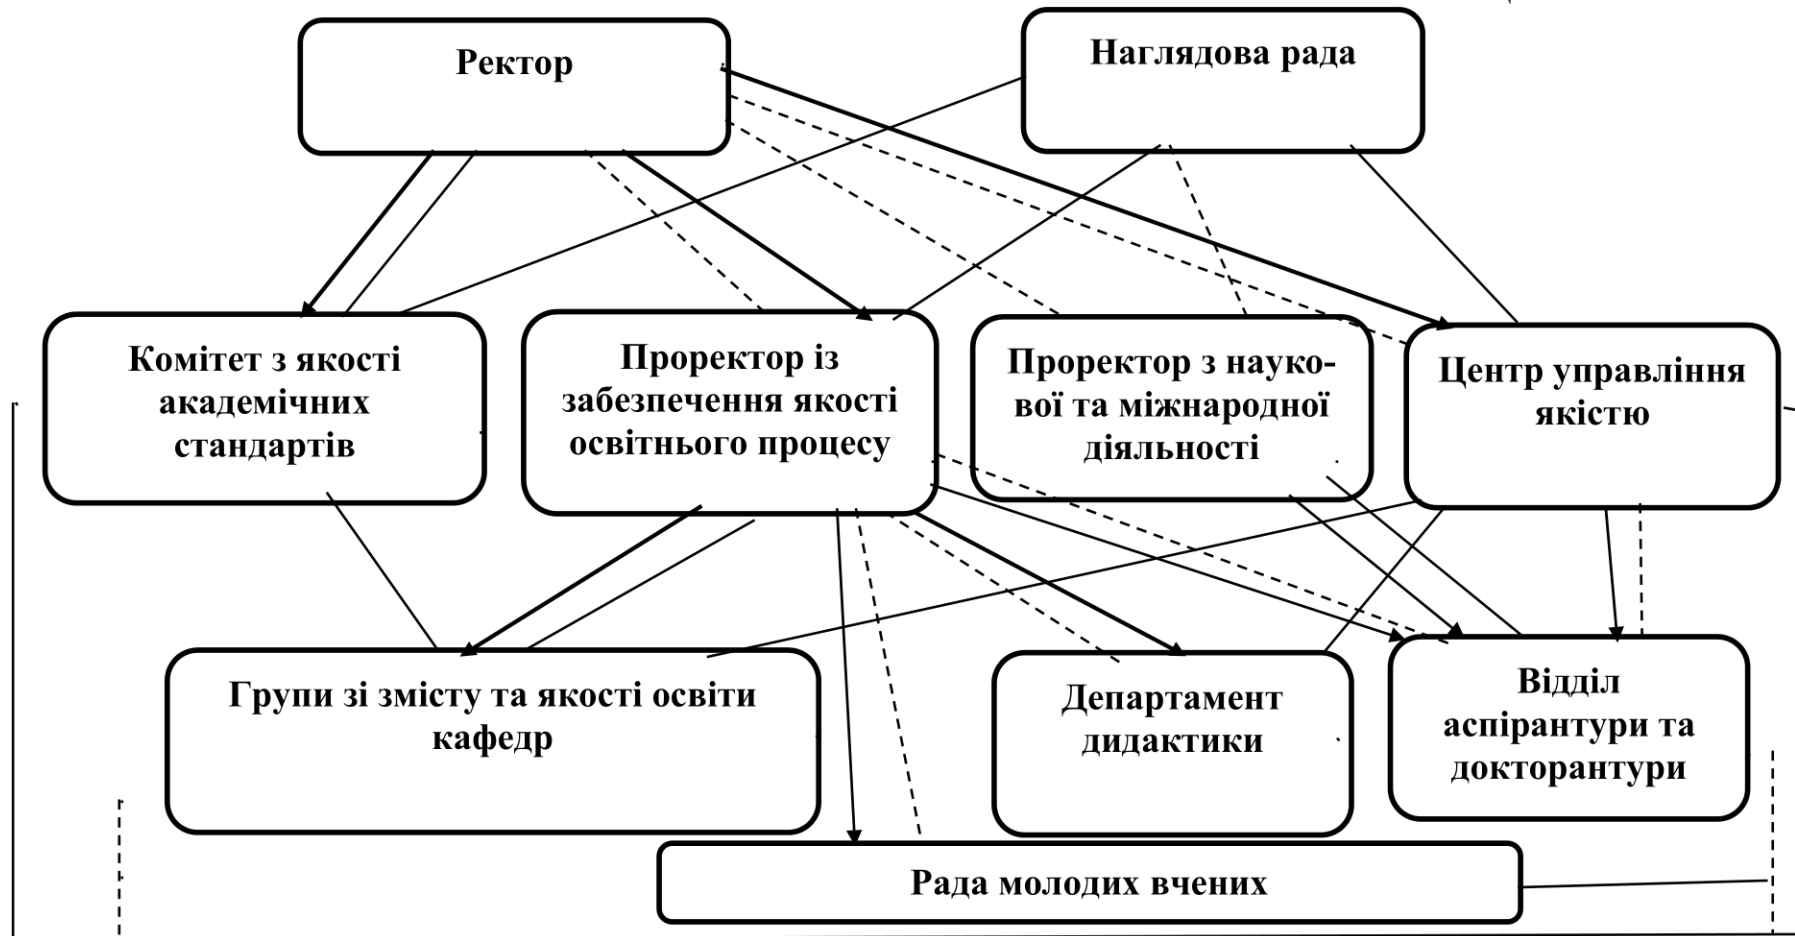 Ректор
Наглядова рада
Комітет з якості
академічних
стандартів
Проректор із
забезпечення якості
освітнього процесу
Проректор з науко-
вої та міжнародної
діяльності
Центр управління
якістю
Групи зі змісту та якості освіти
кафедр
Департамент
дидактики
Відділ
аспірантури та
докторантури
Рада молодих вчених